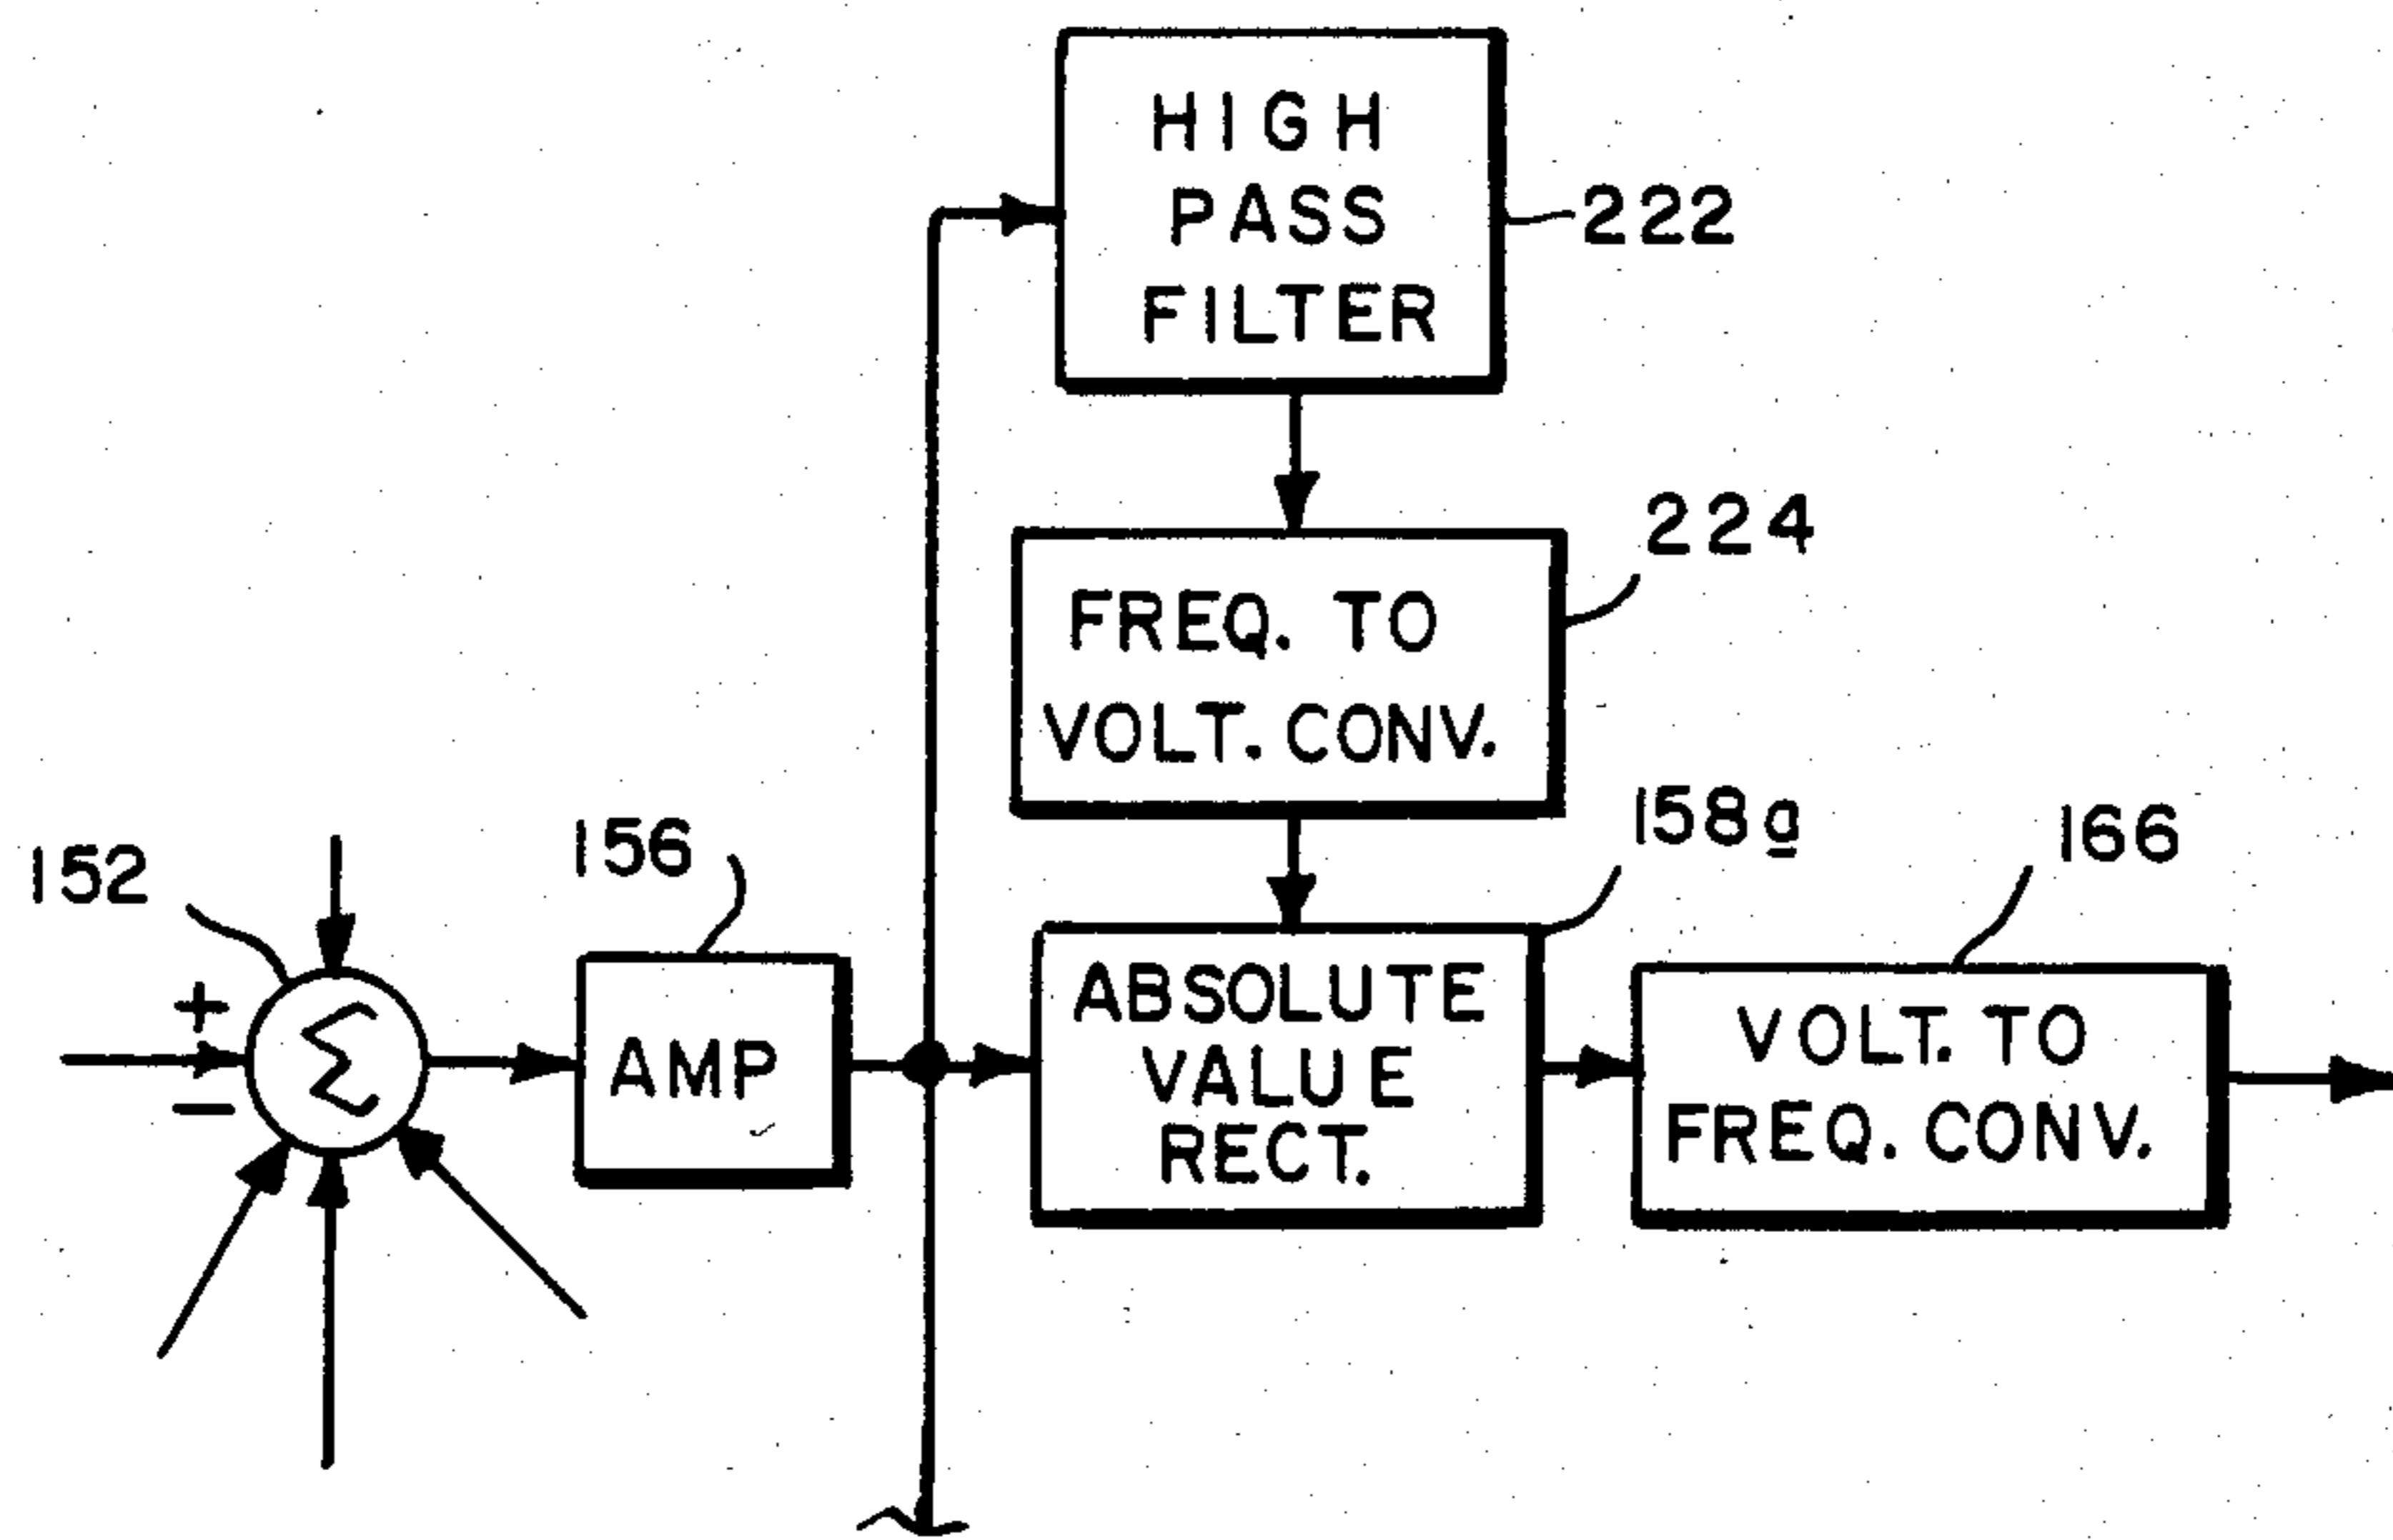 HIGH
PASS
FILTER
222
224
FREQ. TO
VOLT. CONV.
158a
166
156
152
+
Σ
−
AMP
ABSOLUTE
VALUE
RECT.
VOLT. TO
FREQ. CONV.